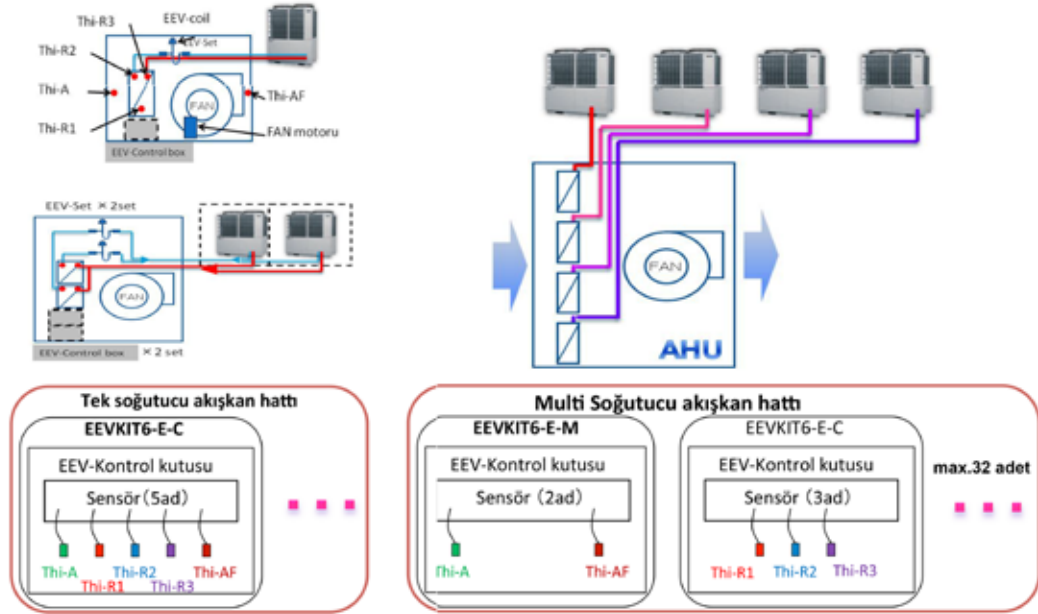 Thi-R3
EEV-coil
EEV-Set
Thi-R2
Thi-A
Thi-AF
FAN
Thi-R1
FAN motoru
EEV-Control box
EEV-Set × 2set
FAN
EEV-Control box × 2 set
FAN
AHU
Tek soğutucu akışkan hattı
EEVKIT6-E-C
EEV-Kontrol kutusu
Sensör (5ad)
Thi-A
Thi-R1
Thi-R2
Thi-R3
Thi-AF
Multi Soğutucu akışkan hattı
EEVKIT6-E-M
EEV-Kontrol kutusu
Sensör (2ad)
Thi-A
Thi-AF
EEVKIT6-E-C
EEV-Kontrol kutusu
Sensör (3ad)
Thi-R1
Thi-R2
Thi-R3
max.32 adet